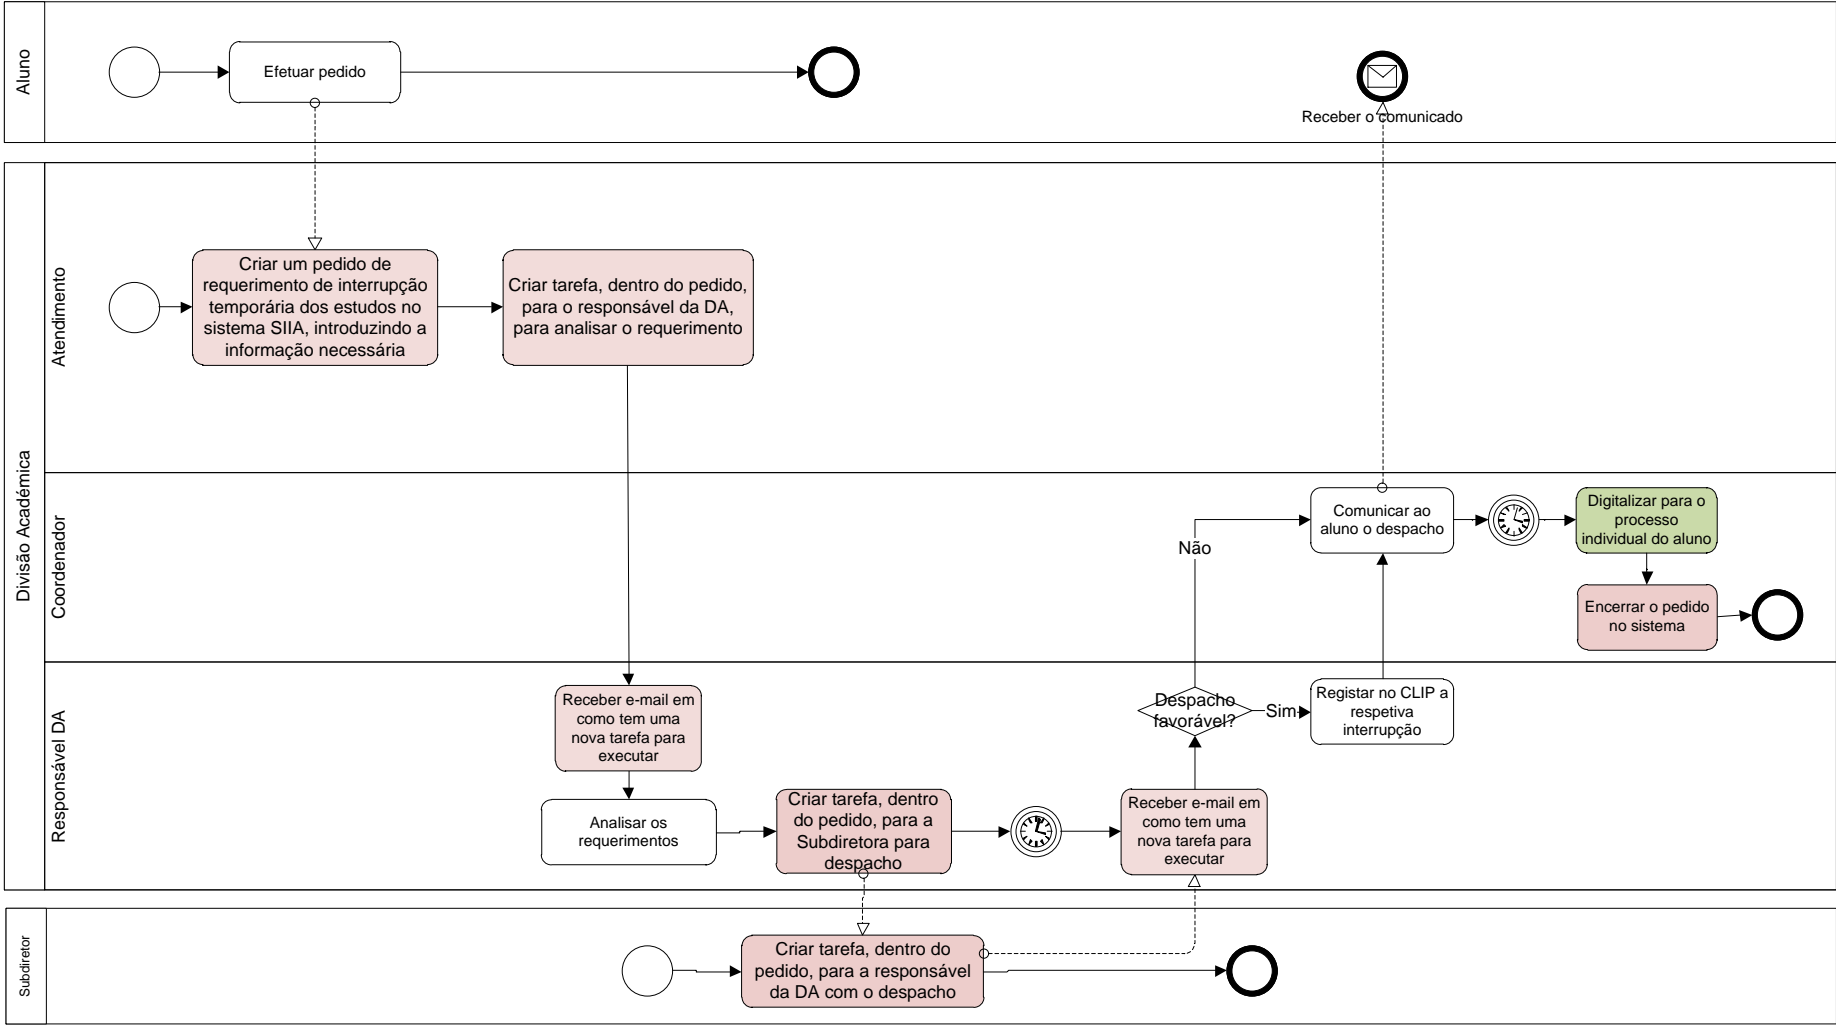 Aluno
Efetuar pedido
Receber o comunicado
Divisão Académica
Atendimento
Criar um pedido de
requerimento de interrupção
temporária dos estudos no
sistema SIIA, introduzindo a
informação necessária
Criar tarefa, dentro do pedido,
para o responsável da DA,
para analisar o requerimento
Coordenador
Não
Comunicar ao
aluno o despacho
Digitalizar para o
processo
individual do aluno
Encerrar o pedido
no sistema
Responsável DA
Receber e-mail em
como tem uma
nova tarefa para
executar
Analisar os
requerimentos
Criar tarefa, dentro
do pedido, para a
Subdiretora para
despacho
Receber e-mail em
como tem uma
nova tarefa para
executar
Despacho
favorável?
Sim
Registar no CLIP a
respetiva
interrupção
Subdiretor
Criar tarefa, dentro do
pedido, para a responsável
da DA com o despacho